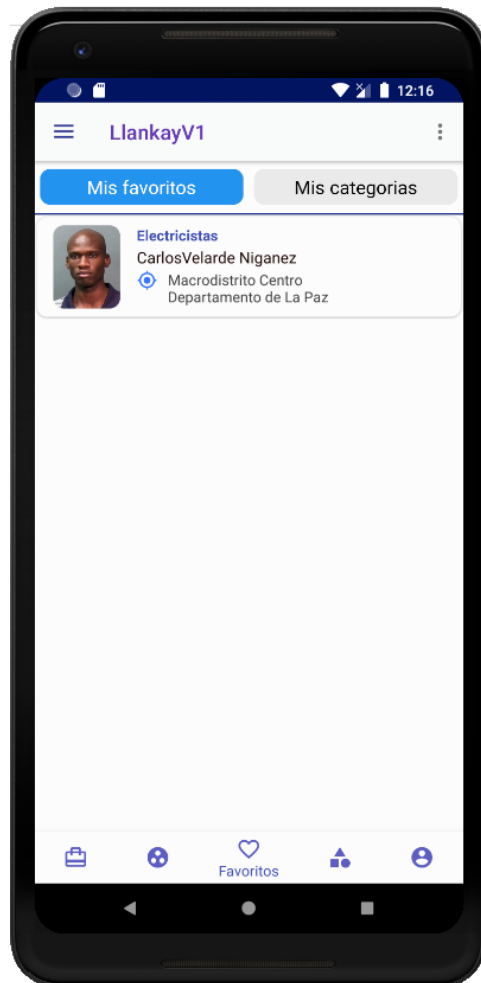 12:16
LlankayV1
Mis favoritos
Mis categorias
Electricistas
CarlosVelarde Niganez
Macrodistrito Centro
Departamento de La Paz
Favoritos